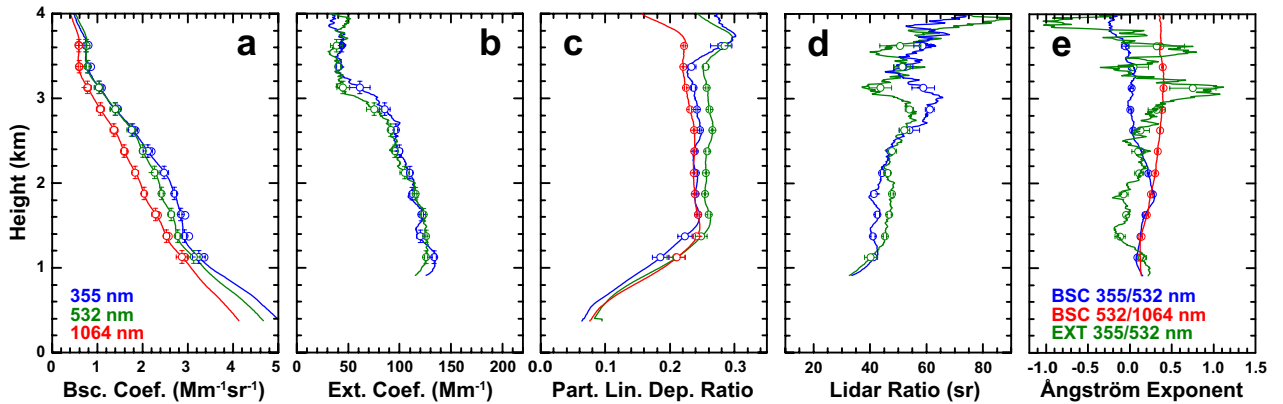 a b c d e
4
3
2
1
0
Height (km)
355 nm
532 nm
1064 nm
BSC 355/532 nm
BSC 532/1064 nm
EXT 355/532 nm
0 1 2 3 4 5
0 50 100 150 200
0.0 0.1 0.2 0.3
0 20 40 60 80
-1.0 -0.5 0.0 0.5 1.0 1.5
Bsc. Coef. (Mm⁻¹sr⁻¹)
Ext. Coef. (Mm⁻¹)
Part. Lin. Dep. Ratio
Lidar Ratio (sr)
Ångström Exponent